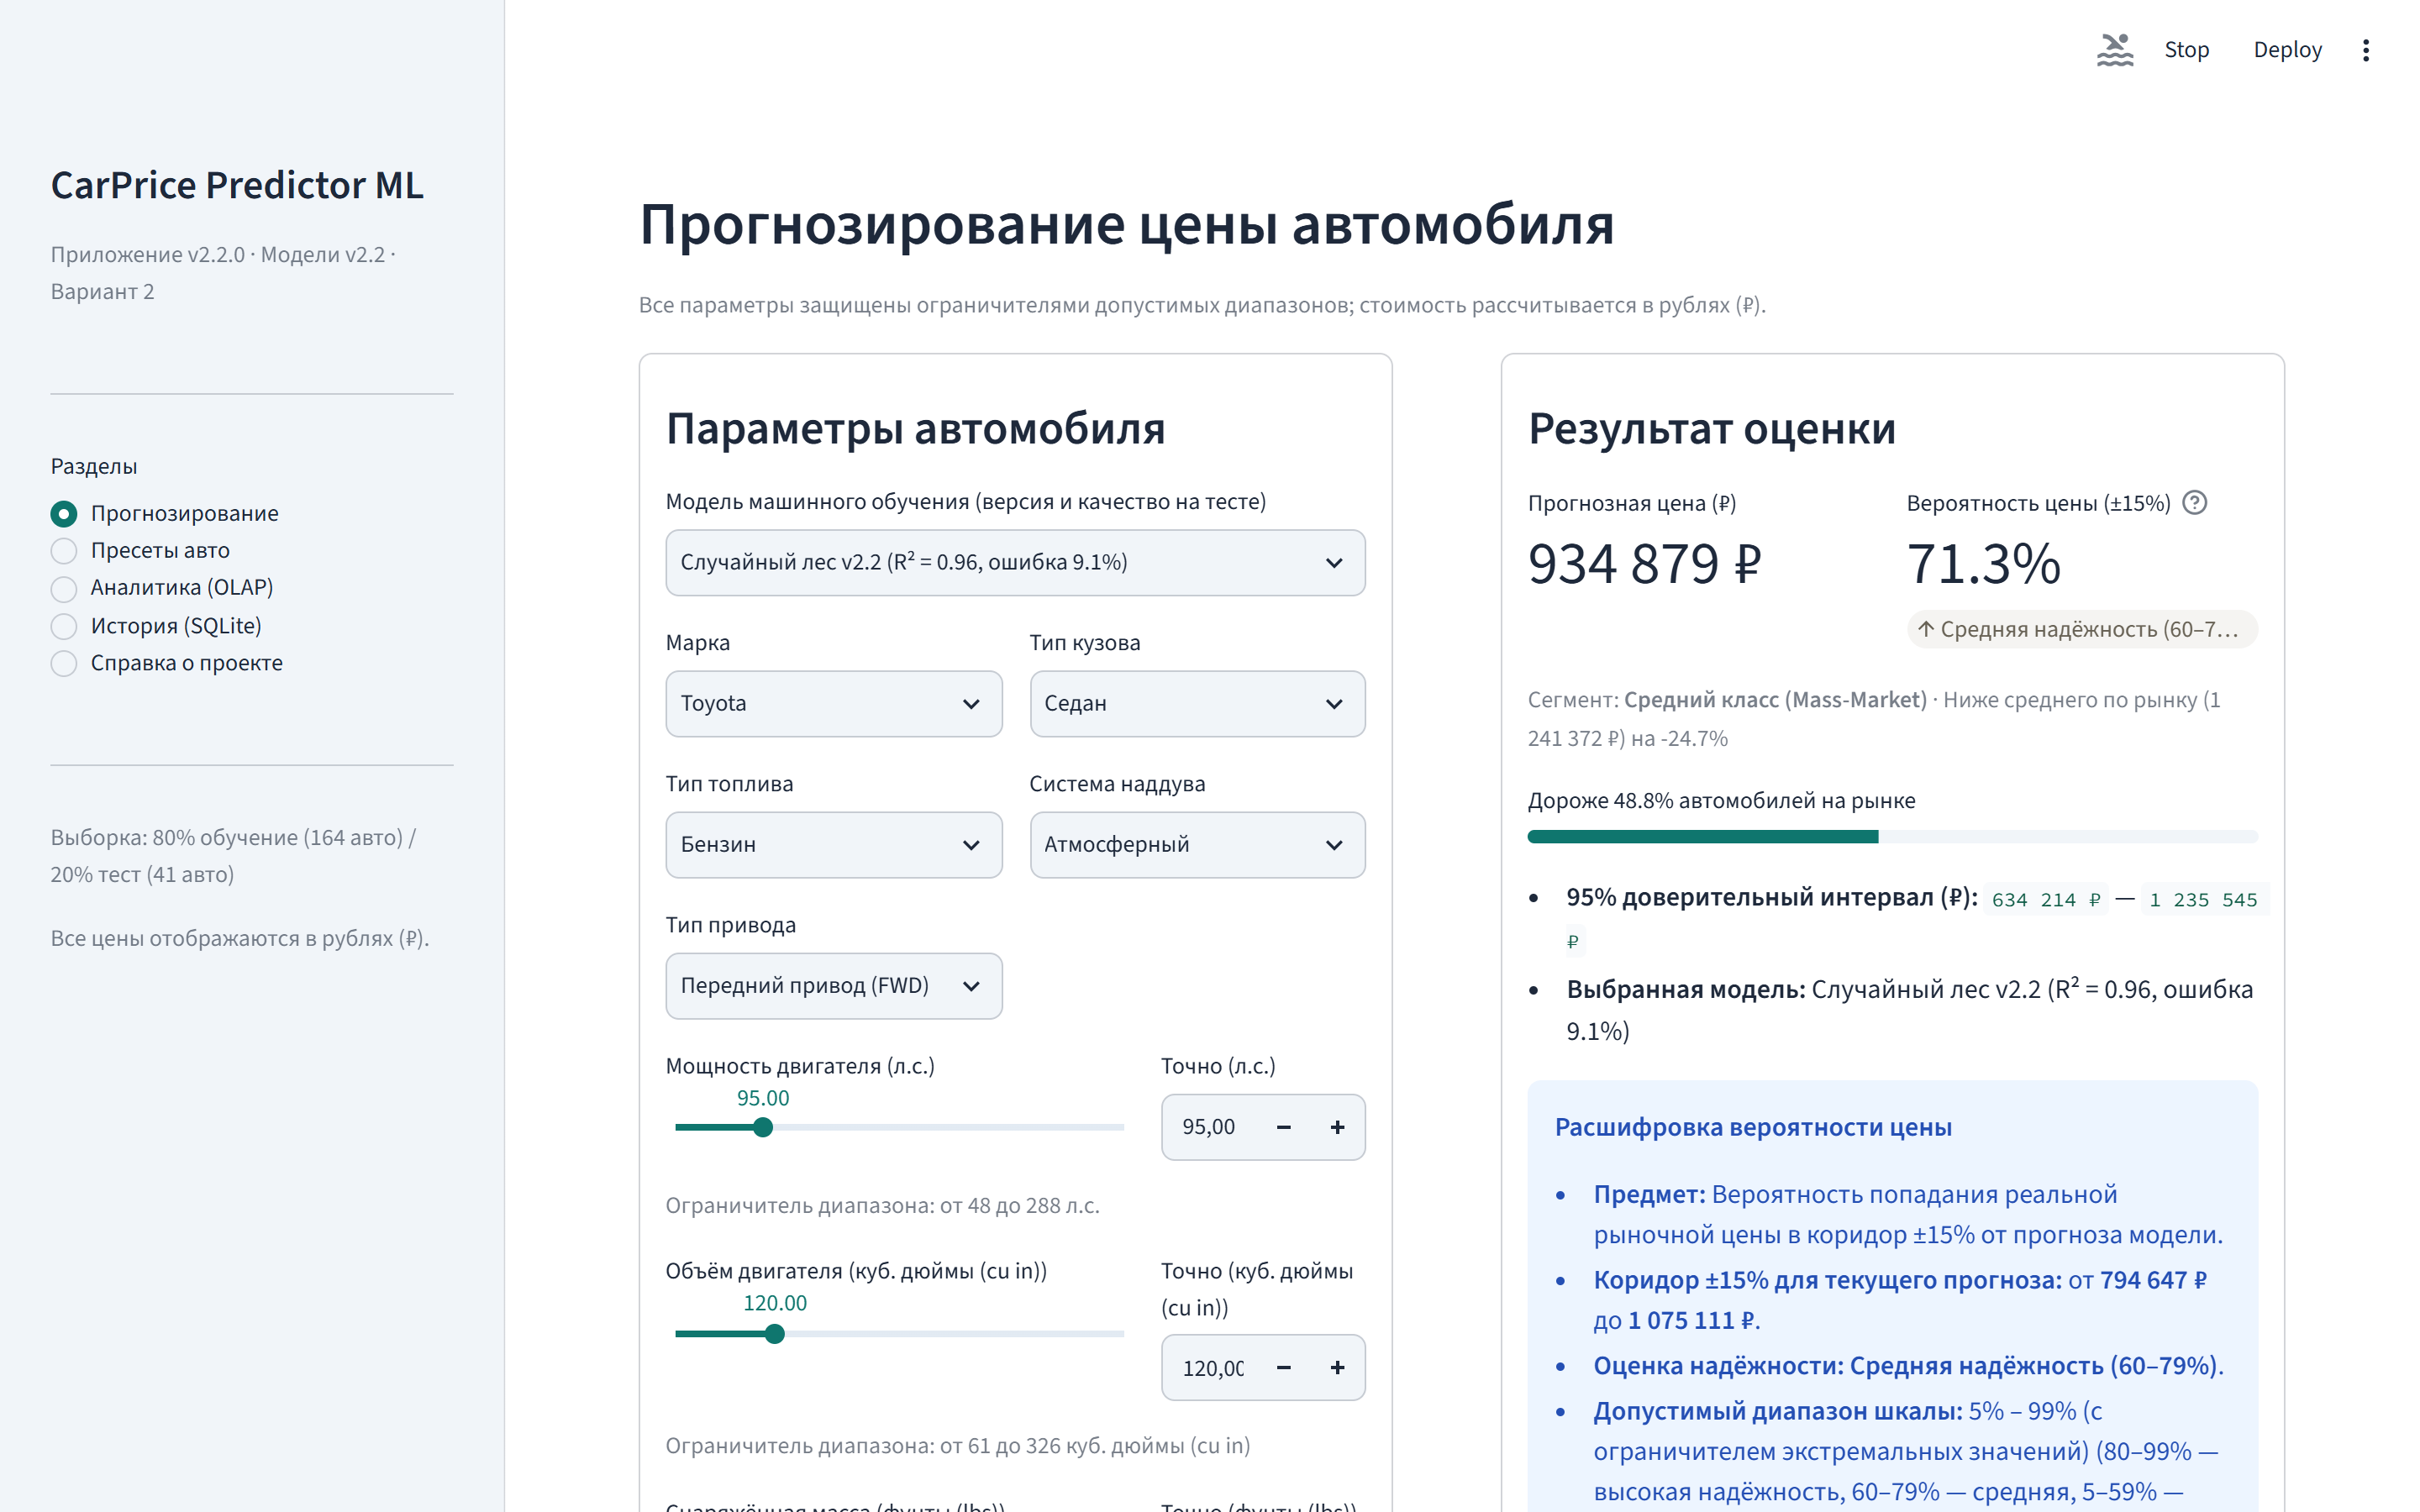 Stop
Deploy
CarPrice Predictor ML
Приложение v2.2.0 · Модели v2.2 ·
Вариант 2
Разделы
Прогнозирование
Пресеты авто
Аналитика (OLAP)
История (SQLite)
Справка о проекте
Выборка: 80% обучение (164 авто) /
20% тест (41 авто)
Все цены отображаются в рублях (₽).
Прогнозирование цены автомобиля
Все параметры защищены ограничителями допустимых диапазонов; стоимость рассчитывается в рублях (₽).
Параметры автомобиля
Модель машинного обучения (версия и качество на тесте)
Случайный лес v2.2 (R² = 0.96, ошибка 9.1%)
Марка
Тип кузова
Toyota
Седан
Тип топлива
Система наддува
Бензин
Атмосферный
Тип привода
Передний привод (FWD)
Мощность двигателя (л.с.)
Точно (л.с.)
95.00
95,00
Ограничитель диапазона: от 48 до 288 л.с.
Объём двигателя (куб. дюймы (cu in))
Точно (куб. дюймы
(cu in))
120.00
120,00
Ограничитель диапазона: от 61 до 326 куб. дюймы (cu in)
Снаряжённая масса (фунты (lbs))
Точно (фунты (lbs))
Результат оценки
Прогнозная цена (₽)
Вероятность цены (±15%)
934 879 ₽
71.3%
↑ Средняя надёжность (60–7…
Сегмент: Средний класс (Mass-Market) · Ниже среднего по рынку (1
241 372 ₽) на -24.7%
Дороже 48.8% автомобилей на рынке
• 95% доверительный интервал (₽): 634 214 ₽ — 1 235 545
₽
• Выбранная модель: Случайный лес v2.2 (R² = 0.96, ошибка
9.1%)
Расшифровка вероятности цены
• Предмет: Вероятность попадания реальной
рыночной цены в коридор ±15% от прогноза модели.
• Коридор ±15% для текущего прогноза: от 794 647 ₽
до 1 075 111 ₽.
• Оценка надёжности: Средняя надёжность (60–79%).
• Допустимый диапазон шкалы: 5% – 99% (с
ограничителем экстремальных значений) (80–99% —
высокая надёжность, 60–79% — средняя, 5–59% —